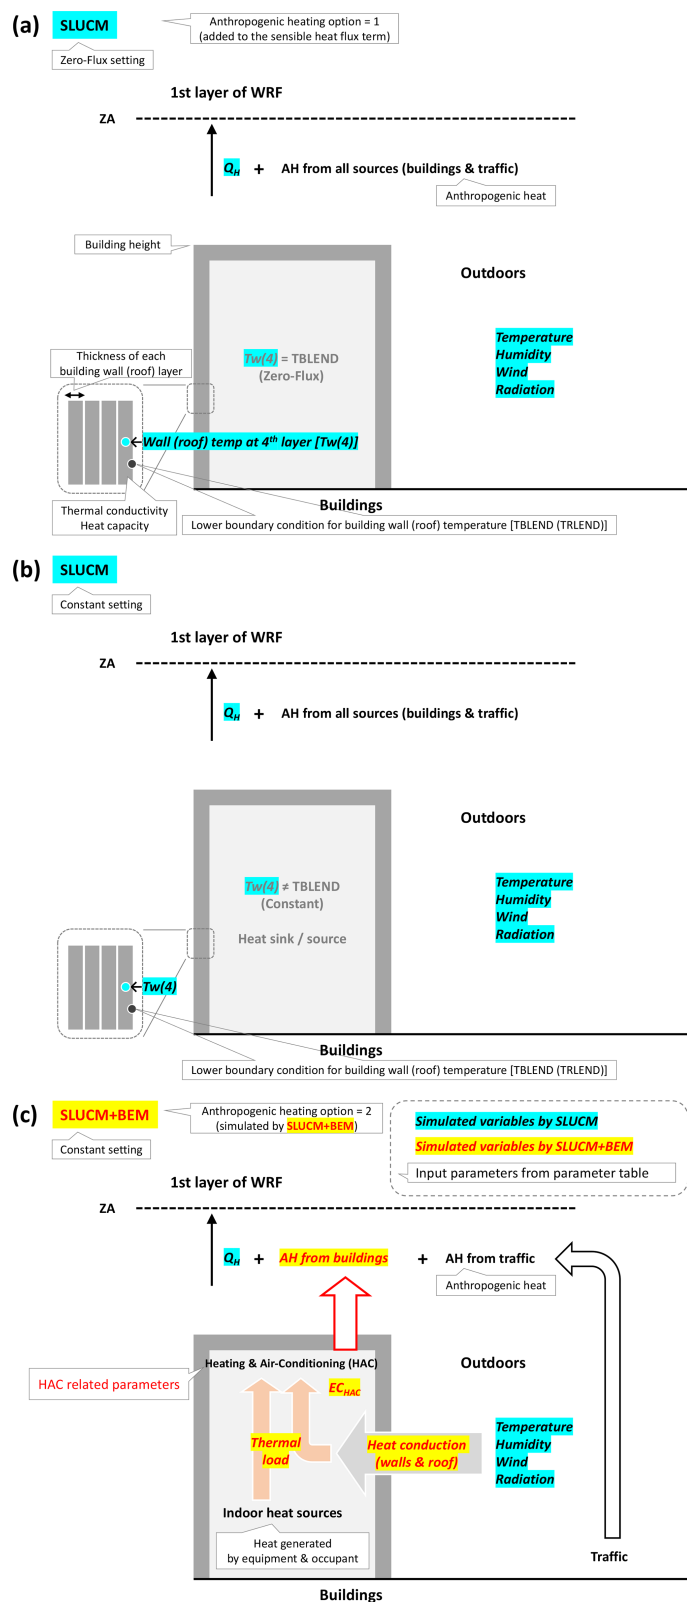 (a)
SLUCM
Anthropogenic heating option = 1
(added to the sensible heat flux term)
Zero-Flux setting
1st layer of WRF
ZA
QH + AH from all sources (buildings & traffic)
Anthropogenic heat
Building height
Outdoors
Temperature
Humidity
Wind
Radiation
Thickness of each
building wall (roof) layer
Tw(4) = TBLEND
(Zero-Flux)
Wall (roof) temp at 4th layer [Tw(4)]
Thermal conductivity
Heat capacity
Buildings
Lower boundary condition for building wall (roof) temperature [TBLEND (TRLEND)]
(b)
SLUCM
Constant setting
1st layer of WRF
ZA
QH + AH from all sources (buildings & traffic)
Outdoors
Temperature
Humidity
Wind
Radiation
Tw(4) ≠ TBLEND
(Constant)
Heat sink / source
Tw(4)
Buildings
Lower boundary condition for building wall (roof) temperature [TBLEND (TRLEND)]
(c)
SLUCM+BEM
Anthropogenic heating option = 2
(simulated by SLUCM+BEM)
Constant setting
Simulated variables by SLUCM
Simulated variables by SLUCM+BEM
Input parameters from parameter table
1st layer of WRF
ZA
QH + AH from buildings + AH from traffic
Anthropogenic heat
Heating & Air-Conditioning (HAC)
Outdoors
HAC related parameters
ECHAC
Thermal
load
Heat conduction
(walls & roof)
Temperature
Humidity
Wind
Radiation
Indoor heat sources
Heat generated
by equipment & occupant
Traffic
Buildings